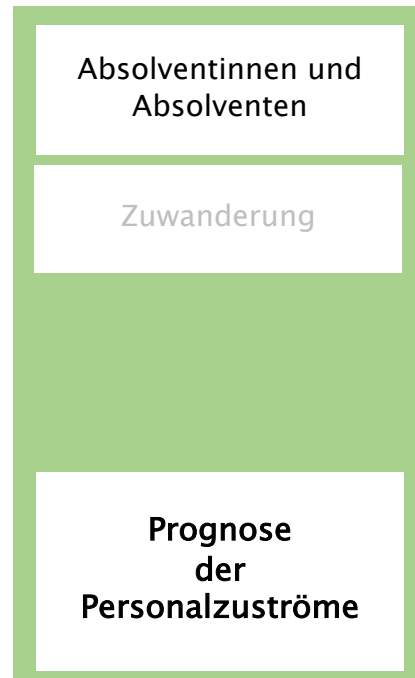 Absolventinnen und
Absolventen
Zuwanderung
Prognose
der
Personalzuströme